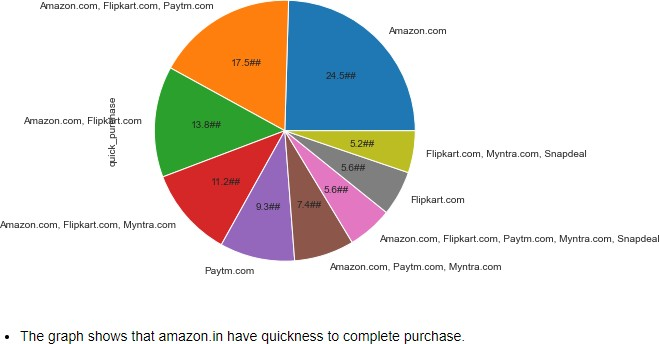 Amazon.com, Flipkart.com, Paytm.com
Amazon.com
17.5##
24.5##
Amazon.com, Flipkart.com
13.8##
quick_purchase
5.2##
Flipkart.com, Myntra.com, Snapdeal
5.6##
11.2##
5.6##
Flipkart.com
9.3##
7.4##
Amazon.com, Flipkart.com, Myntra.com
Amazon.com, Flipkart.com, Paytm.com, Myntra.com, Snapdeal
Paytm.com
Amazon.com, Paytm.com, Myntra.com
• The graph shows that amazon.in have quickness to complete purchase.